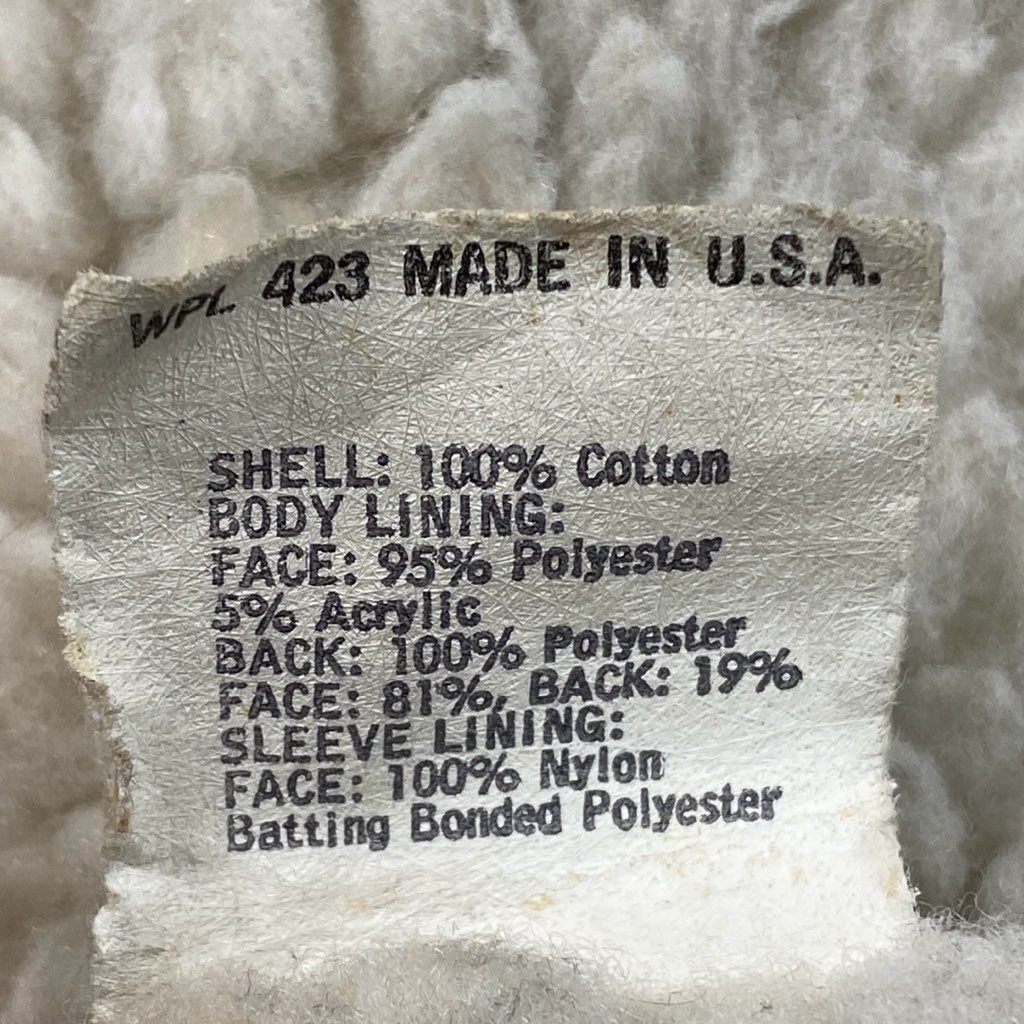 WPL 423 MADE IN U.S.A.
SHELL: 100% Cotton
BODY LINING:
FACE: 95% Polyester
5% Acrylic
BACK: 100% Polyester
FACE: 81%, BACK: 19%
SLEEVE LINING:
FACE: 100% Nylon
Batting Bonded Polyester